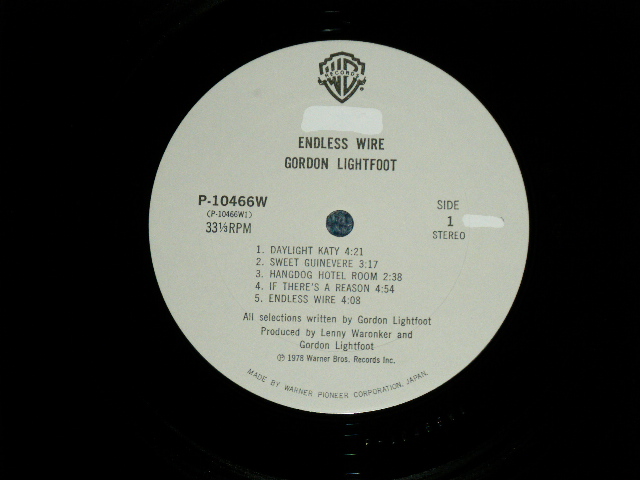 RECORDS
ENDLESS WIRE
GORDON LIGHTFOOT
P-10466W
(P-10466W1)
33⅓RPM
SIDE
1
STEREO
1. DAYLIGHT KATY 4:21
2. SWEET GUINEVERE 3:17
3. HANGDOG HOTEL ROOM 2:38
4. IF THERE'S A REASON 4:54
5. ENDLESS WIRE 4:08
All selections written by Gordon Lightfoot
Produced by Lenny Waronker and
Gordon Lightfoot
℗ 1978 Warner Bros. Records Inc.
MADE BY WARNER PIONEER CORPORATION, JAPAN.